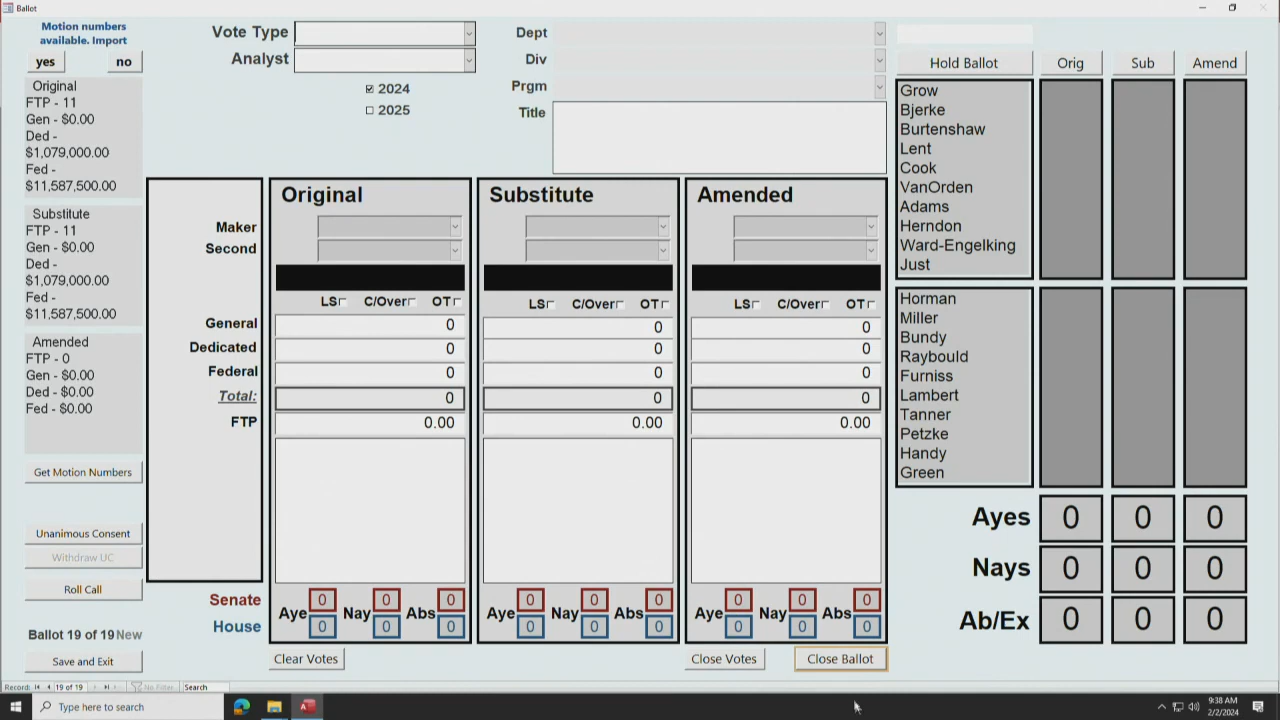 Ballot
Motion numbers
available. Import
yes
no
Original
FTP - 11
Gen - $0.00
Ded -
$1,079,000.00
Fed -
$11,587,500.00
Substitute
FTP - 11
Gen - $0.00
Ded -
$1,079,000.00
Fed -
$11,587,500.00
Amended
FTP - 0
Gen - $0.00
Ded - $0.00
Fed - $0.00
Get Motion Numbers
Unanimous Consent
Withdraw UC
Roll Call
Ballot 19 of 19 New
Save and Exit
Vote Type
Analyst
2024
2025
Dept
Div
Prgm
Title
Maker
Second
General
Dedicated
Federal
Total:
FTP
Senate
House
Original
LS C/Over OT
0
0
0
0
0.00
Aye 0 Nay 0 Abs 0
0 0 0
Substitute
LS C/Over OT
0
0
0
0
0.00
Aye 0 Nay 0 Abs 0
0 0 0
Amended
LS C/Over OT
0
0
0
0
0.00
Aye 0 Nay 0 Abs 0
0 0 0
Clear Votes
Close Votes
Close Ballot
Hold Ballot
Orig
Sub
Amend
Grow
Bjerke
Burtenshaw
Lent
Cook
VanOrden
Adams
Herndon
Ward-Engelking
Just
Horman
Miller
Bundy
Raybould
Furniss
Lambert
Tanner
Petzke
Handy
Green
Ayes 0 0 0
Nays 0 0 0
Ab/Ex 0 0 0
Record: 19 of 19 No Filter Search
Type here to search
9:38 AM
2/2/2024